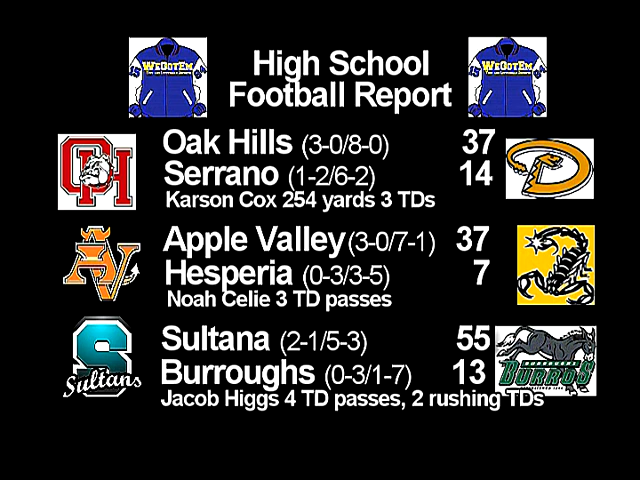 WEGOTEM
WEGOTEM
High School
Football Report
Oak Hills (3-0/8-0) 37
Serrano (1-2/6-2) 14
Karson Cox 254 yards 3 TDs
OH
D
Apple Valley (3-0/7-1) 37
Hesperia (0-3/3-5) 7
Noah Celie 3 TD passes
AV
Sultana (2-1/5-3) 55
Burroughs (0-3/1-7) 13
Jacob Higgs 4 TD passes, 2 rushing TDs
S
Sultans
BURROS